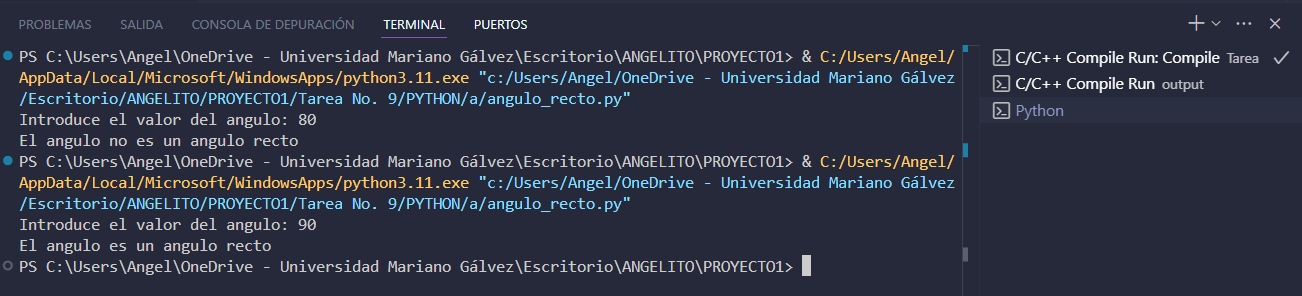 PROBLEMAS SALIDA CONSOLA DE DEPURACIÓN TERMINAL PUERTOS
PS C:\Users\Angel\OneDrive - Universidad Mariano Gálvez\Escritorio\ANGELITO\PROYECTO1> & C:/Users/Angel/
AppData/Local/Microsoft/WindowsApps/python3.11.exe "c:/Users/Angel/OneDrive - Universidad Mariano Gálvez
/Escritorio/ANGELITO/PROYECTO1/Tarea No. 9/PYTHON/a/angulo_recto.py"
Introduce el valor del angulo: 80
El angulo no es un angulo recto
PS C:\Users\Angel\OneDrive - Universidad Mariano Gálvez\Escritorio\ANGELITO\PROYECTO1> & C:/Users/Angel/
AppData/Local/Microsoft/WindowsApps/python3.11.exe "c:/Users/Angel/OneDrive - Universidad Mariano Gálvez
/Escritorio/ANGELITO/PROYECTO1/Tarea No. 9/PYTHON/a/angulo_recto.py"
Introduce el valor del angulo: 90
El angulo es un angulo recto
PS C:\Users\Angel\OneDrive - Universidad Mariano Gálvez\Escritorio\ANGELITO\PROYECTO1>
C/C++ Compile Run: Compile Tarea
C/C++ Compile Run output
Python